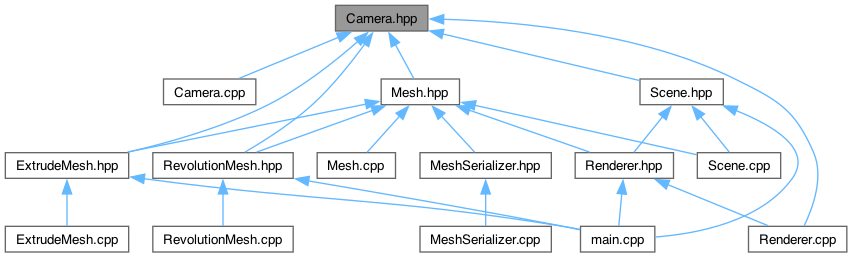 Camera.hpp
Camera.cpp
Mesh.hpp
Scene.hpp
ExtrudeMesh.hpp
RevolutionMesh.hpp
Mesh.cpp
MeshSerializer.hpp
Renderer.hpp
Scene.cpp
ExtrudeMesh.cpp
RevolutionMesh.cpp
MeshSerializer.cpp
main.cpp
Renderer.cpp